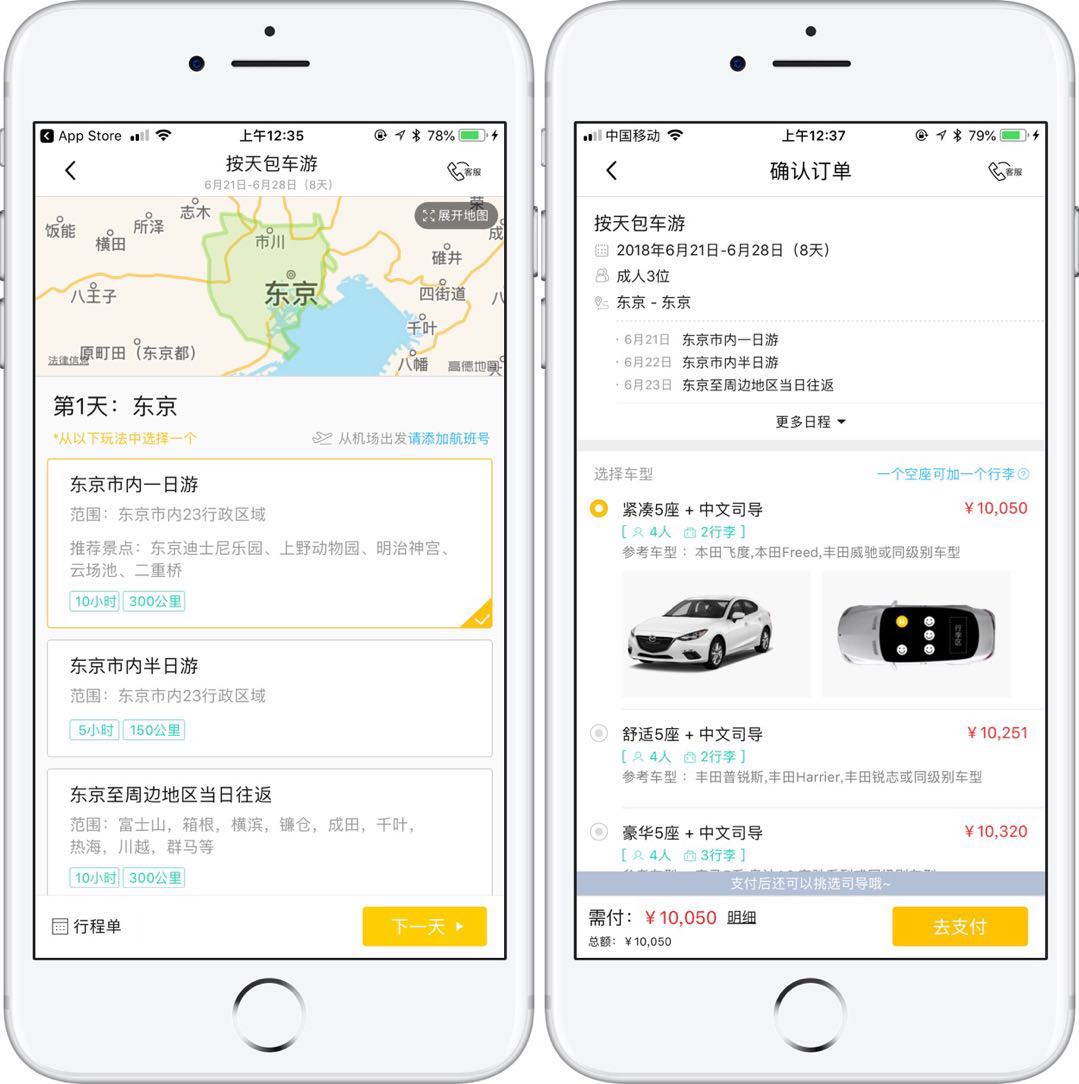 App Store
上午12:35
78%
按天包车游
6月21日-6月28日（8天）
客服
展开地图
志木
饭能
横田
所泽
市川
荣
成
碓井
八王子
东京
四街道
八
千叶
原町田（东京都）
法律信息
八幡
高德地图
第1天：东京
*从以下玩法中选择一个
从机场出发请添加航班号
东京市内一日游
范围：东京市内23行政区域
推荐景点：东京迪士尼乐园、上野动物园、明治神宫、
云场池、二重桥
10小时 300公里
东京市内半日游
范围：东京市内23行政区域
5小时 150公里
东京至周边地区当日往返
范围：富士山，箱根，横滨，镰仓，成田，千叶，
热海，川越，群马等
10小时 300公里
行程单
下一天
中国移动
上午12:37
79%
确认订单
客服
按天包车游
2018年6月21日-6月28日（8天）
成人3位
东京 - 东京
· 6月21日 东京市内一日游
· 6月22日 东京市内半日游
· 6月23日 东京至周边地区当日往返
更多日程
选择车型
一个空座可加一个行李?
紧凑5座 + 中文司导
¥10,050
[ 4人 2行李 ]
参考车型 ：本田飞度,本田Freed,丰田威驰或同级别车型
行李区
舒适5座 + 中文司导
¥10,251
[ 4人 2行李 ]
参考车型 ：丰田普锐斯,丰田Harrier,丰田锐志或同级别车型
豪华5座 + 中文司导
¥10,320
[ 4人 3行李 ]
支付后还可以挑选司导哦~
需付：¥10,050 明细
总额：¥10,050
去支付